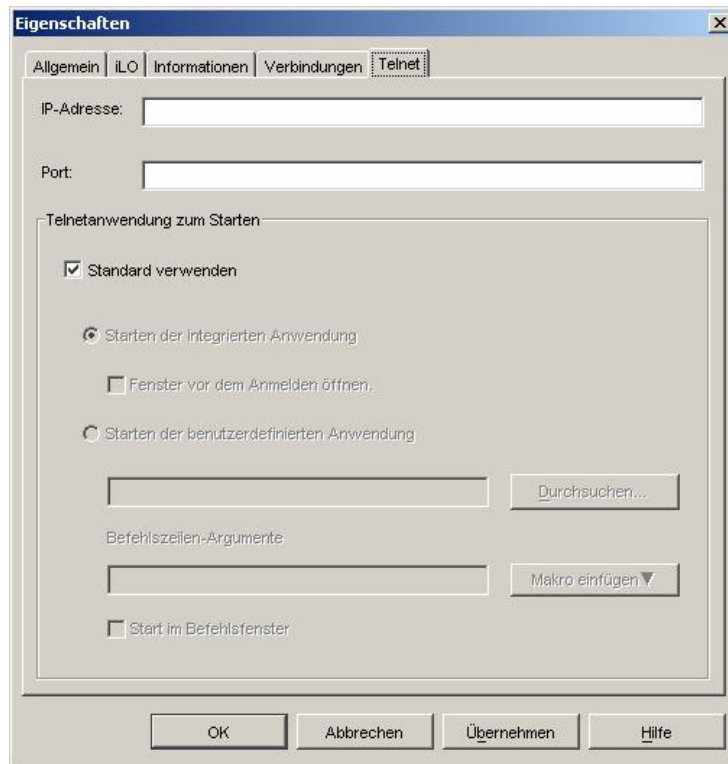 Eigenschaften
Allgemein iLO Informationen Verbindungen Telnet
IP-Adresse:
Port:
Telnetanwendung zum Starten
Standard verwenden
Starten der integrierten Anwendung
Fenster vor dem Anmelden öffnen.
Starten der benutzerdefinierten Anwendung
Durchsuchen...
Befehlszeilen-Argumente
Makro einfügen
Start im Befehlsfenster
OK Abbrechen Übernehmen Hilfe